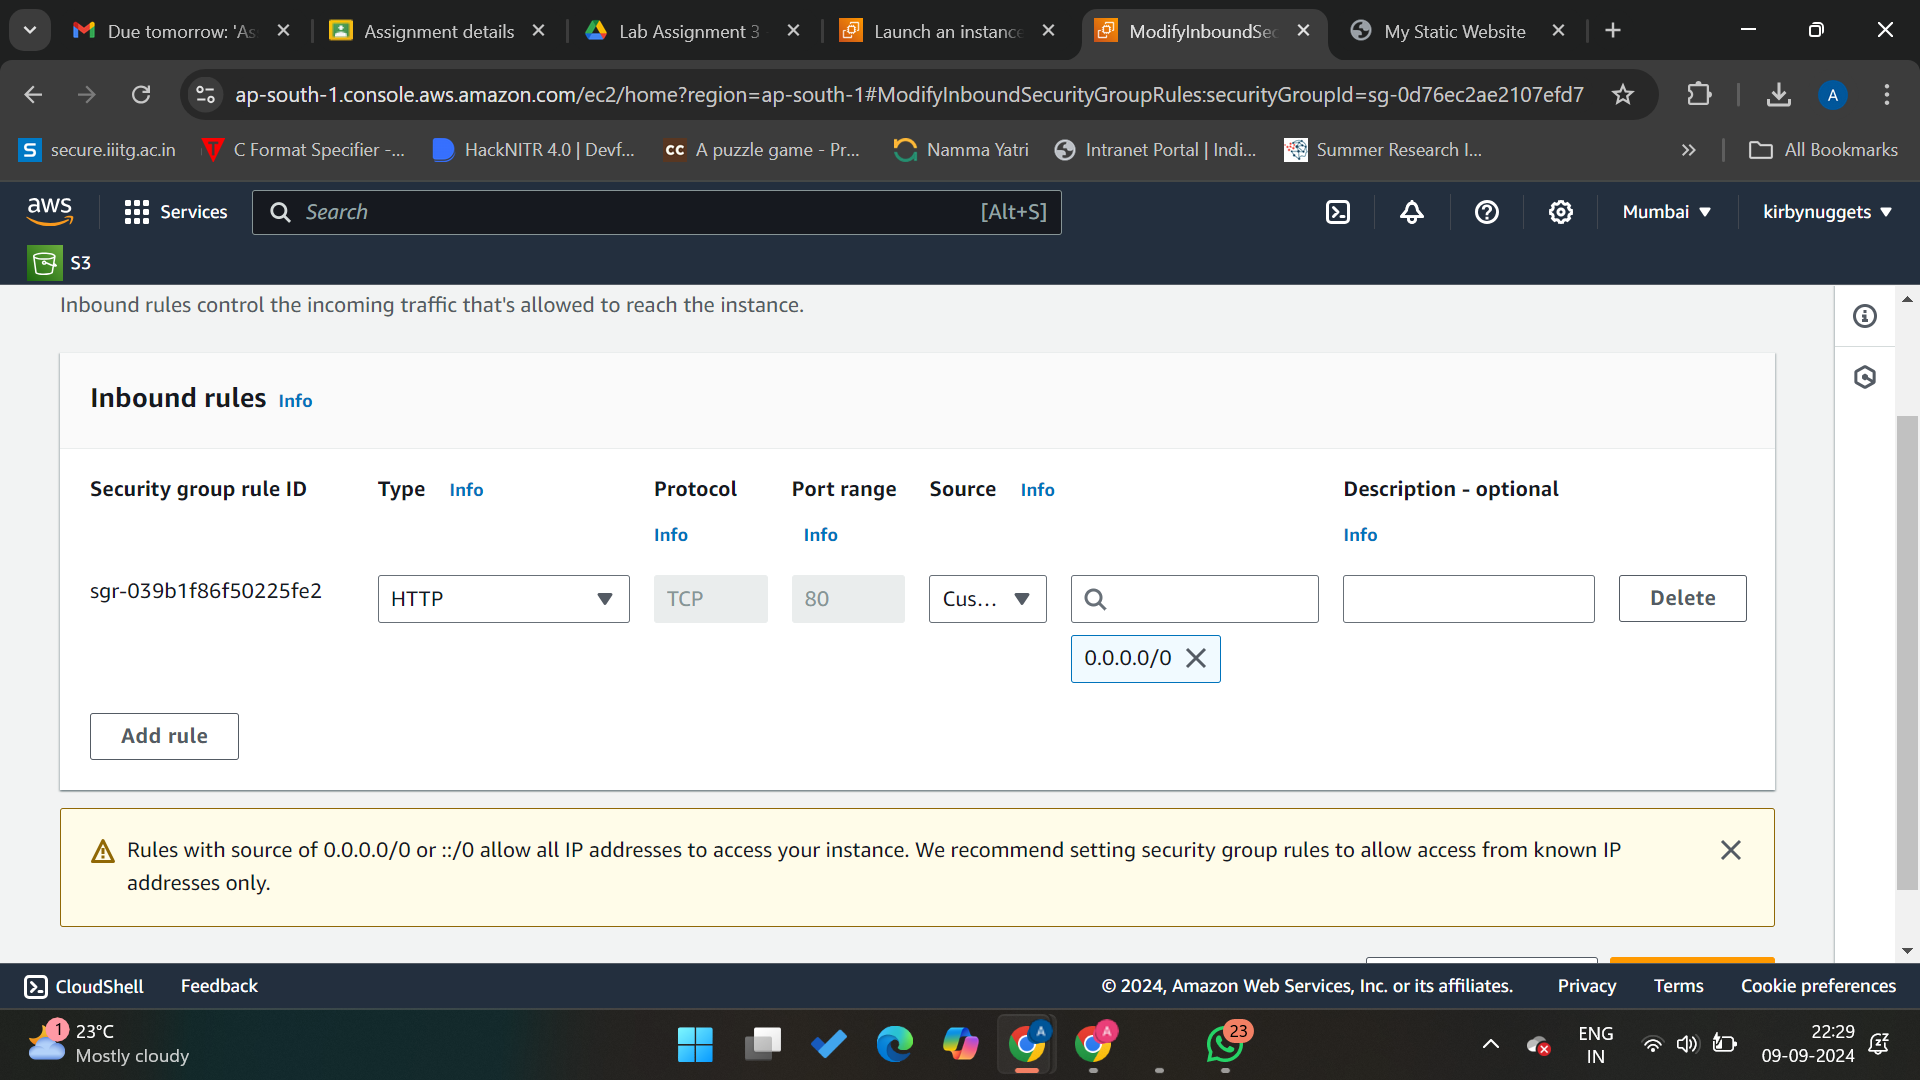 Due tomorrow: 'As
Assignment details
Lab Assignment 3
Launch an instance
ModifyInboundSec
My Static Website
ap-south-1.console.aws.amazon.com/ec2/home?region=ap-south-1#ModifyInboundSecurityGroupRules:securityGroupId=sg-0d76ec2ae2107efd7
A
S secure.iiitg.ac.in
T C Format Specifier -...
HackNITR 4.0 | Devf...
CC A puzzle game - Pr...
Namma Yatri
Intranet Portal | Indi...
Summer Research I...
» All Bookmarks
aws
Services
Search [Alt+S]
Mumbai
kirbynuggets
S3
Inbound rules control the incoming traffic that's allowed to reach the instance.
Inbound rules Info
Security group rule ID
Type Info
Protocol
Info
Port range
Info
Source Info
Description - optional
Info
sgr-039b1f86f50225fe2
HTTP
TCP
80
Cus...
Delete
0.0.0.0/0
Add rule
Rules with source of 0.0.0.0/0 or ::/0 allow all IP addresses to access your instance. We recommend setting security group rules to allow access from known IP
addresses only.
CloudShell
Feedback
© 2024, Amazon Web Services, Inc. or its affiliates.
Privacy
Terms
Cookie preferences
1
23°C
Mostly cloudy
A
A
23
ENG
IN
22:29
09-09-2024